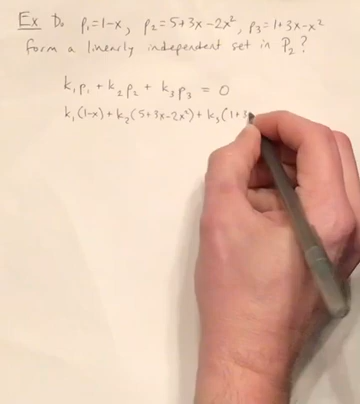 Ex Do p₁=1-x, p₂=5+3x-2x², p₃=1+3x-x²
form a linearly independent set in P₂?
k₁p₁ + k₂p₂ + k₃p₃ = 0
k₁(1-x)+k₂(5+3x-2x²)+k₃(1+3